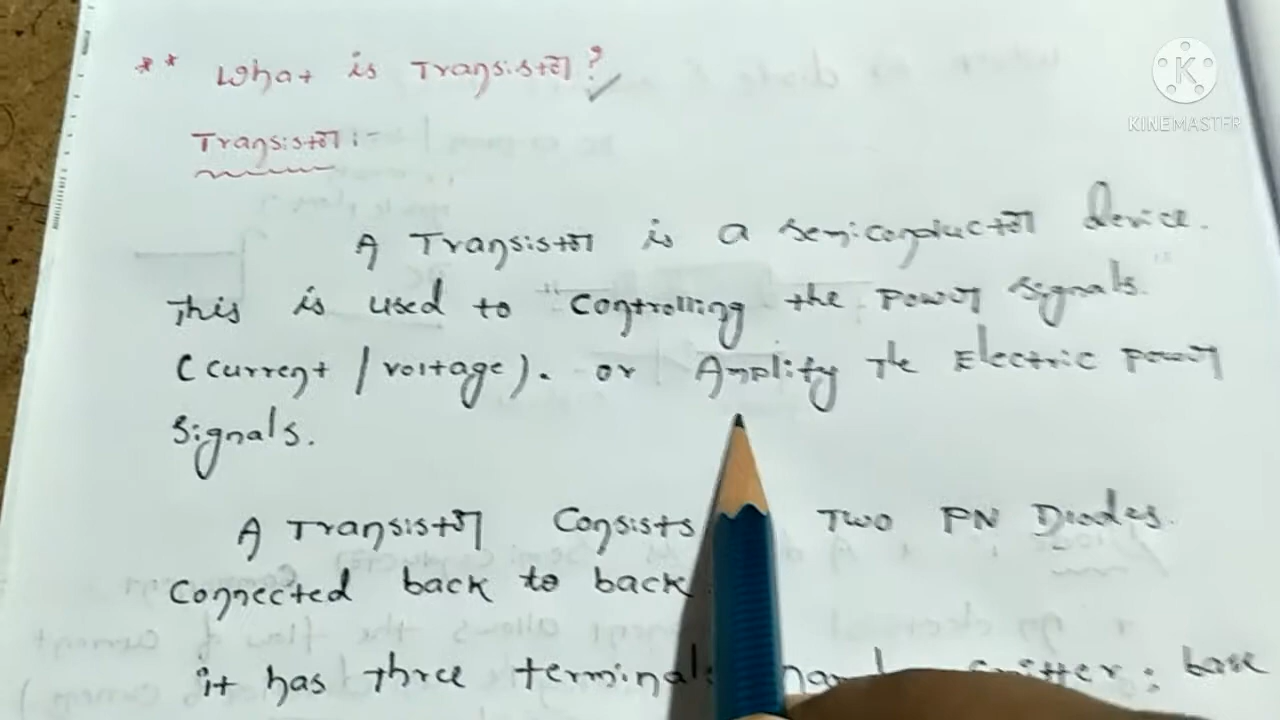 ** What is Transistor?
Transistor:-
A Transistor is a semiconductor device.
This is used to controlling the power signals.
(current / voltage). or Amplify The Electric power
signals.
A Transistor Consists Two PN Diodes.
Connected back to back
it has three terminals base
K
KINEMASTER